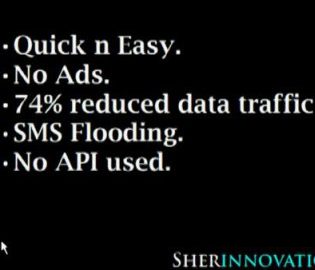 · Quick n Easy.
· No Ads.
· 74% reduced data traffic
· SMS Flooding.
· No API used.
SHERINNOVATIO